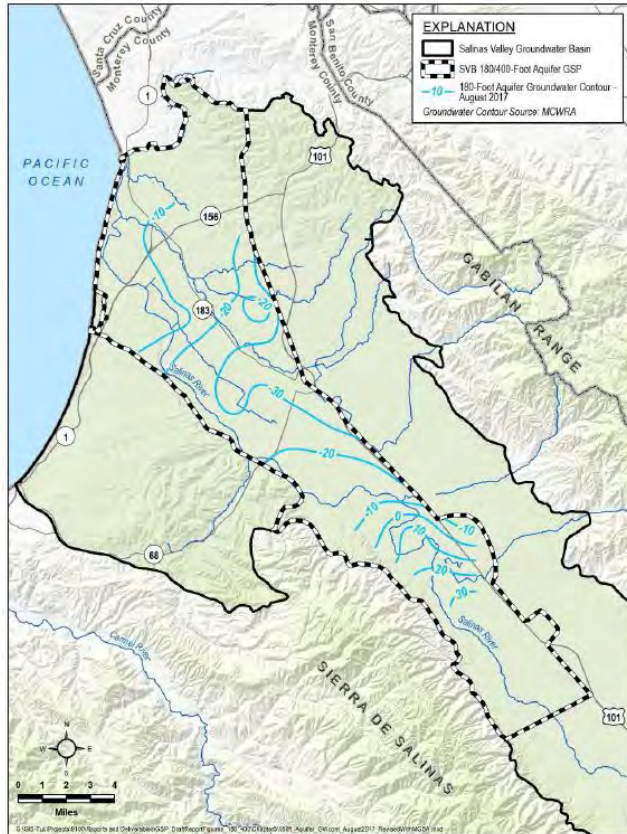 EXPLANATION
Salinas Valley Groundwater Basin
SVB 180/400-Foot Aquifer GSP
-10
180-Foot Aquifer Groundwater Contour -
August 2017
Groundwater Contour Source: MCWRA
Santa Cruz County
Monterey County
San Benito County
Monterey County
1
101
PACIFIC
OCEAN
-10
156
GABILAN RANGE
-20
-20
183
Salinas River
-30
1
-20
-10
0
10
-10
68
20
30
Salinas River
Carmel River
SIERRA DE SALINAS
101
N
W E
S
0 1 2 3 4
Miles